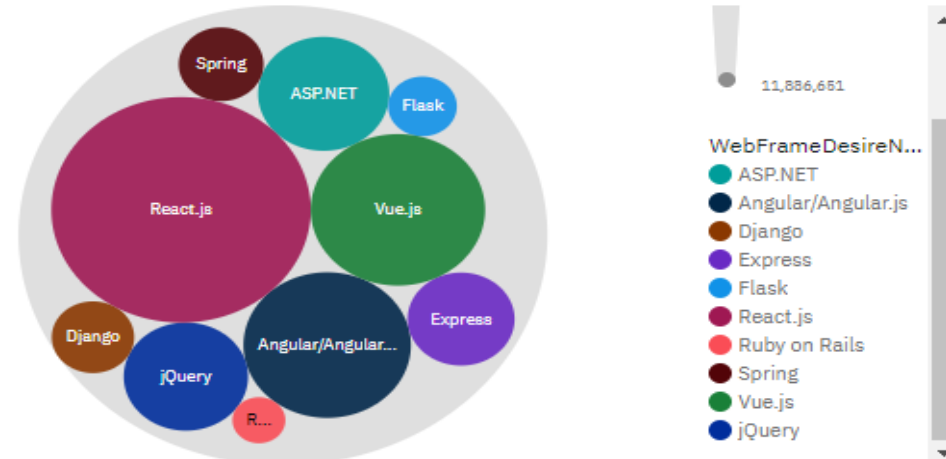 Spring
ASP.NET
Flask
React.js
Vue.js
Django
jQuery
Angular/Angular...
Express
R...
11,886,651
WebFrameDesireN...
ASP.NET
Angular/Angular.js
Django
Express
Flask
React.js
Ruby on Rails
Spring
Vue.js
jQuery